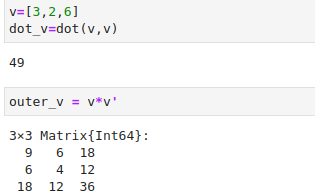 v=[3,2,6]
dot_v=dot(v,v)
49
outer_v = v*v'
3×3 Matrix{Int64}:
9 6 18
6 4 12
18 12 36